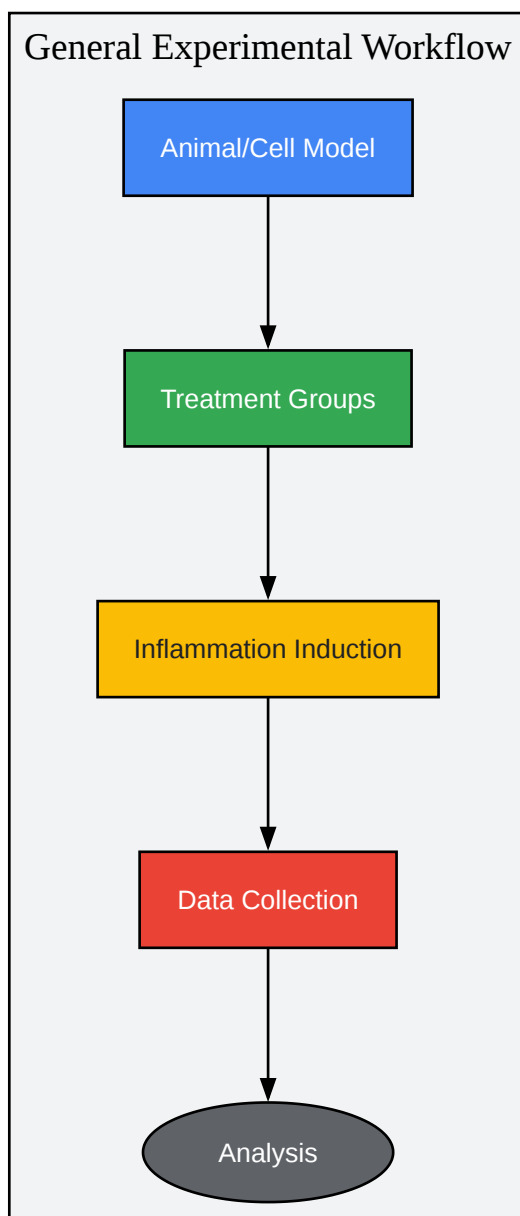 General Experimental Workflow
Animal/Cell Model
Treatment Groups
Inflammation Induction
Data Collection
Analysis